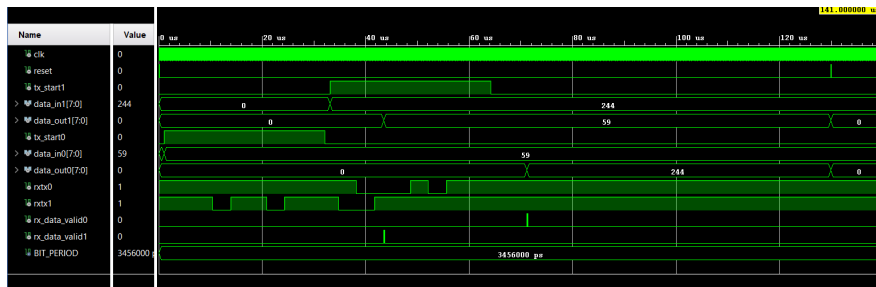 141.000000 u
Name Value 0 us 20 us 40 us 60 us 80 us 100 us 120 us
clk 0
reset 0
tx_start1 0
data_in1[7:0] 244 0 244
data_out1[7:0] 0 0 59 0
tx_start0 0
data_in0[7:0] 59 59
data_out0[7:0] 0 0 244 0
rxtx0 1
rxtx1 1
rx_data_valid0 0
rx_data_valid1 0
BIT_PERIOD 3456000 p 3456000 ps